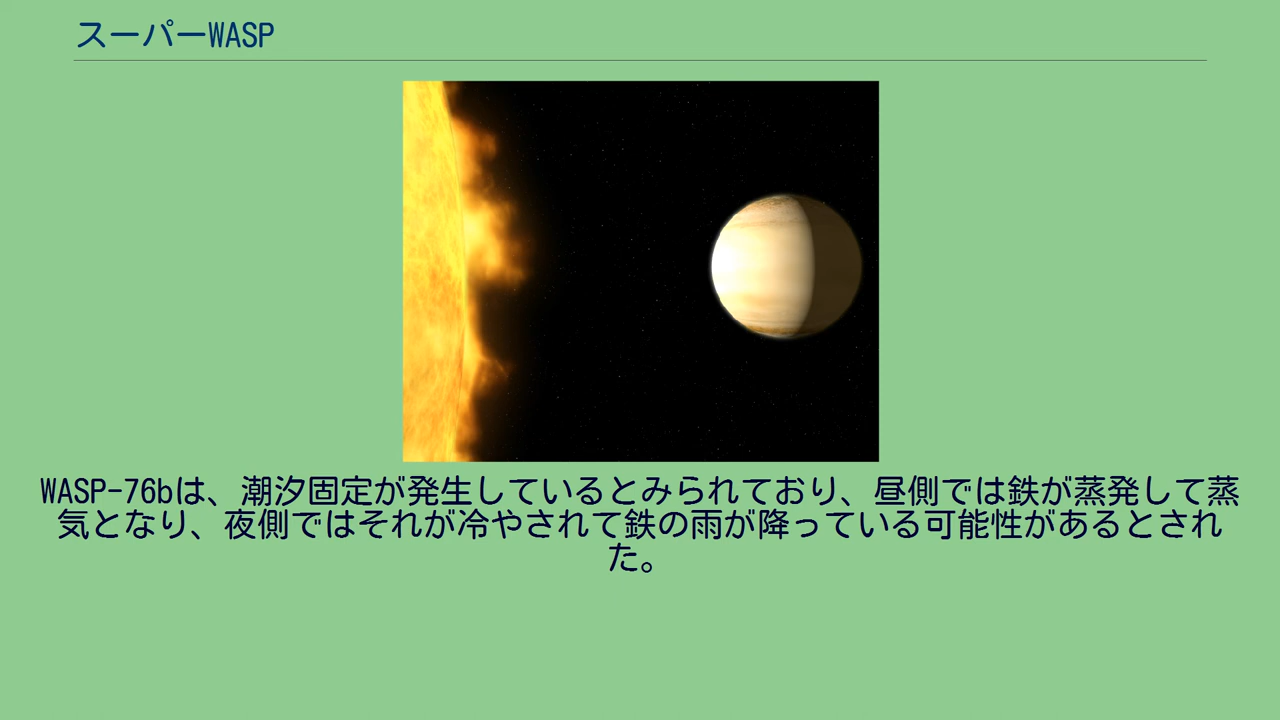 スーパーWASP
WASP-76bは、潮汐固定が発生しているとみられており、昼側では鉄が蒸発して蒸
気となり、夜側ではそれが冷やされて鉄の雨が降っている可能性があるとされ
た。